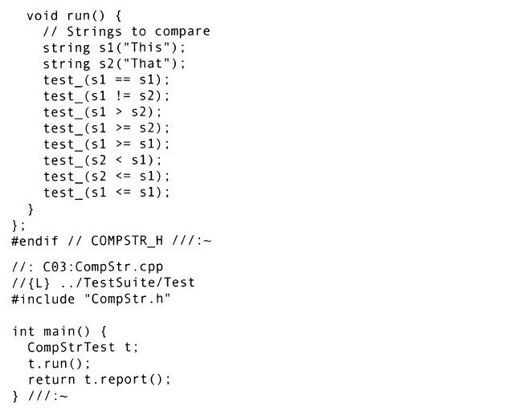 void run() {
// Strings to compare
string s1("This");
string s2("That");
test_(s1 == s1);
test_(s1 != s2);
test_(s1 > s2);
test_(s1 >= s2);
test_(s1 >= s1);
test_(s2 < s1);
test_(s2 <= s1);
test_(s1 <= s1);
}
};
#endif // COMPSTR_H ///:~
//: C03:CompStr.cpp
//{L} ../TestSuite/Test
#include "CompStr.h"
int main() {
CompStrTest t;
t.run();
return t.report();
} ///:~